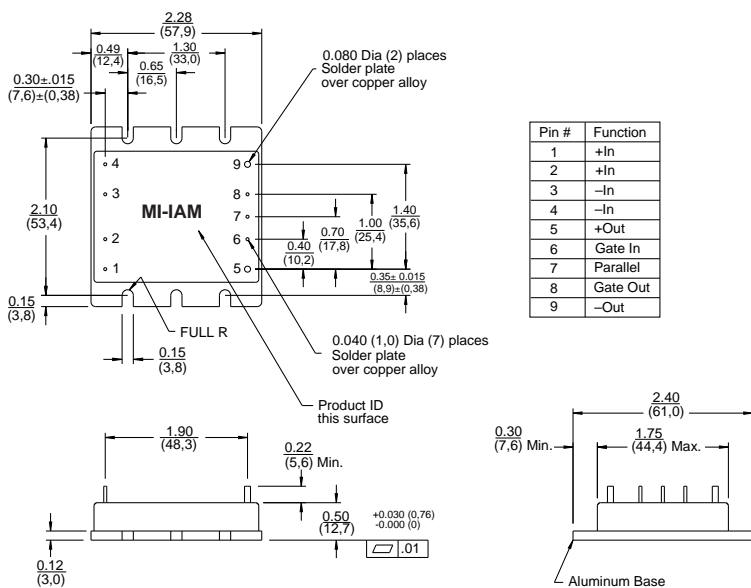 2.28
(57,9)
0.49
(12,4)
1.30
(33,0)
0.65
(16,5)
0.30±.015
(7,6)±(0,38)
0.080 Dia (2) places
Solder plate
over copper alloy
4
3
2
1
MI-IAM
9
8
7
6
5
2.10
(53,4)
1.40
(35,6)
1.00
(25,4)
0.70
(17,8)
0.40
(10,2)
0.35± 0.015
(8,9)±(0,38)
0.15
(3,8)
FULL R
0.15
(3,8)
0.040 (1,0) Dia (7) places
Solder plate
over copper alloy
Product ID
this surface
Pin # Function
1 +In
2 +In
3 –In
4 –In
5 +Out
6 Gate In
7 Parallel
8 Gate Out
9 –Out
1.90
(48,3)
0.22
(5,6) Min.
0.50
(12,7)
+0.030 (0,76)
-0.000 (0)
.01
0.12
(3,0)
2.40
(61,0)
0.30
(7,6) Min.
1.75
(44,4) Max.
Aluminum Base